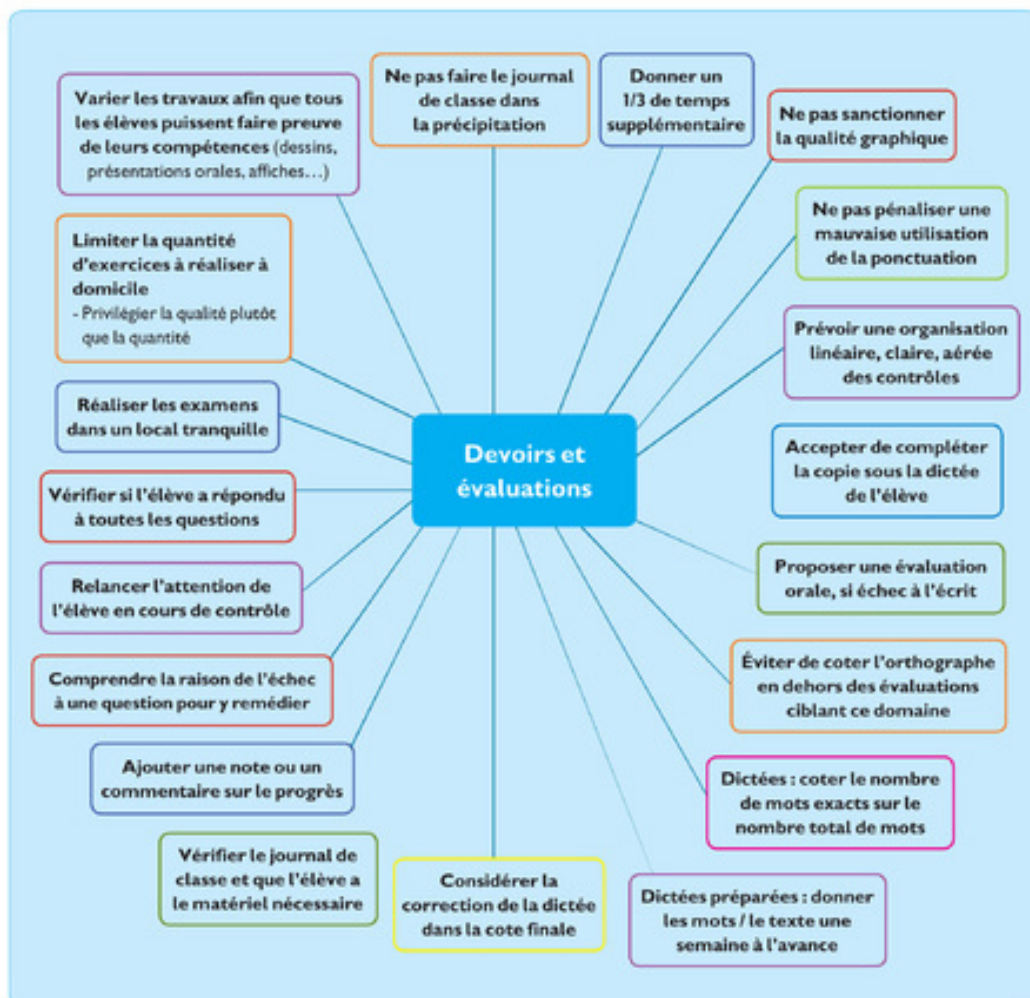 Ne pas faire le journal
de classe dans
la précipitation
Donner un
1/3 de temps
supplémentaire
Ne pas sanctionner
la qualité graphique
Varier les travaux afin que tous
les élèves puissent faire preuve
de leurs compétences (dessins,
présentations orales, affiches...)
Ne pas pénaliser une
mauvaise utilisation
de la ponctuation
Limiter la quantité
d'exercices à réaliser à
domicile
- Privilégier la qualité plutôt
que la quantité
Prévoir une organisation
linéaire, claire, aérée
des contrôles
Réaliser les examens
dans un local tranquille
Devoirs et
évaluations
Accepter de compléter
la copie sous la dictée
de l'élève
Vérifier si l'élève a répondu
à toutes les questions
Proposer une évaluation
orale, si échec à l'écrit
Relancer l'attention de
l'élève en cours de contrôle
Éviter de coter l'orthographe
en dehors des évaluations
ciblant ce domaine
Comprendre la raison de l'échec
à une question pour y remédier
Dictées : coter le nombre
de mots exacts sur le
nombre total de mots
Ajouter une note ou un
commentaire sur le progrès
Vérifier le journal de
classe et que l'élève a
le matériel nécessaire
Considérer la
correction de la dictée
dans la cote finale
Dictées préparées : donner
les mots / le texte une
semaine à l'avance